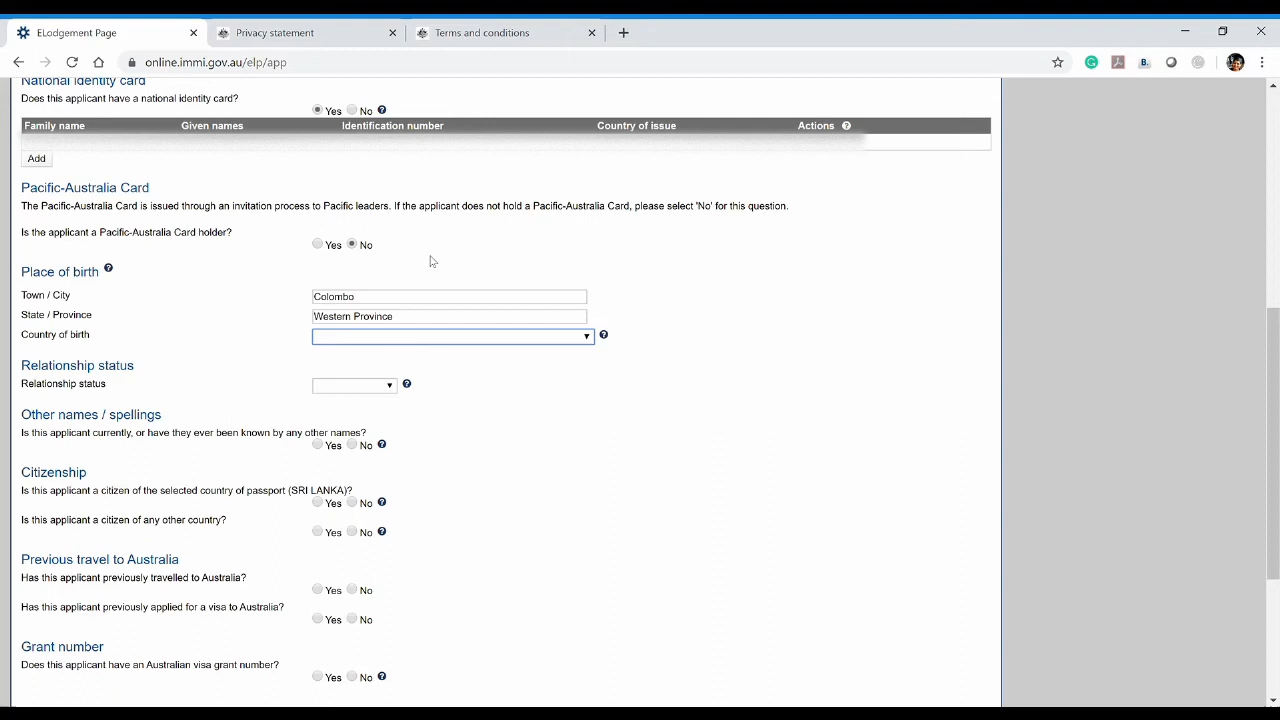 ELodgement Page
Privacy statement
Terms and conditions
online.immi.gov.au/elp/app
National identity card
Does this applicant have a national identity card?
Yes No
Family name Given names Identification number Country of issue Actions
Add
Pacific-Australia Card
The Pacific-Australia Card is issued through an invitation process to Pacific leaders. If the applicant does not hold a Pacific-Australia Card, please select 'No' for this question.
Is the applicant a Pacific-Australia Card holder?
Yes No
Place of birth
Town / City Colombo
State / Province Western Province
Country of birth
Relationship status
Relationship status
Other names / spellings
Is this applicant currently, or have they ever been known by any other names?
Yes No
Citizenship
Is this applicant a citizen of the selected country of passport (SRI LANKA)?
Yes No
Is this applicant a citizen of any other country?
Yes No
Previous travel to Australia
Has this applicant previously travelled to Australia?
Yes No
Has this applicant previously applied for a visa to Australia?
Yes No
Grant number
Does this applicant have an Australian visa grant number?
Yes No